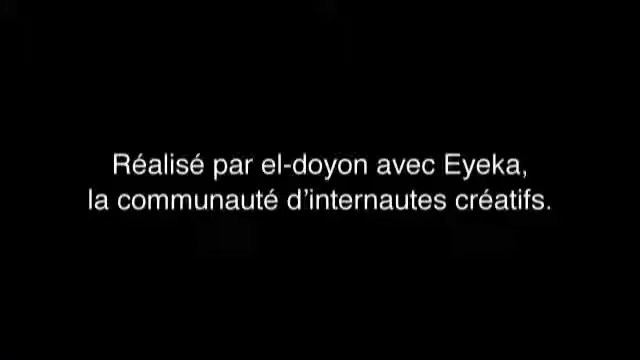 Réalisé par el-doyon avec Eyeka,
la communauté d’internautes créatifs.